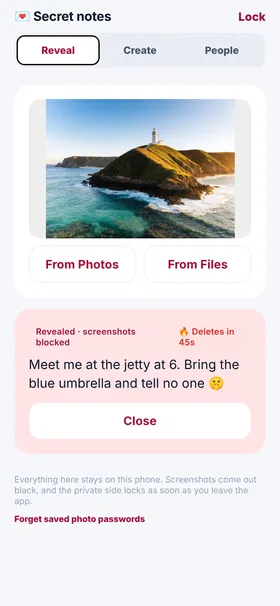 💌 Secret notes
Lock
Reveal
Create
People
From Photos
From Files
Revealed · screenshots
blocked
🔥 Deletes in
45s
Meet me at the jetty at 6. Bring the
blue umbrella and tell no one 🤫
Close
Everything here stays on this phone. Screenshots come out
black, and the private side locks as soon as you leave the
app.
Forget saved photo passwords